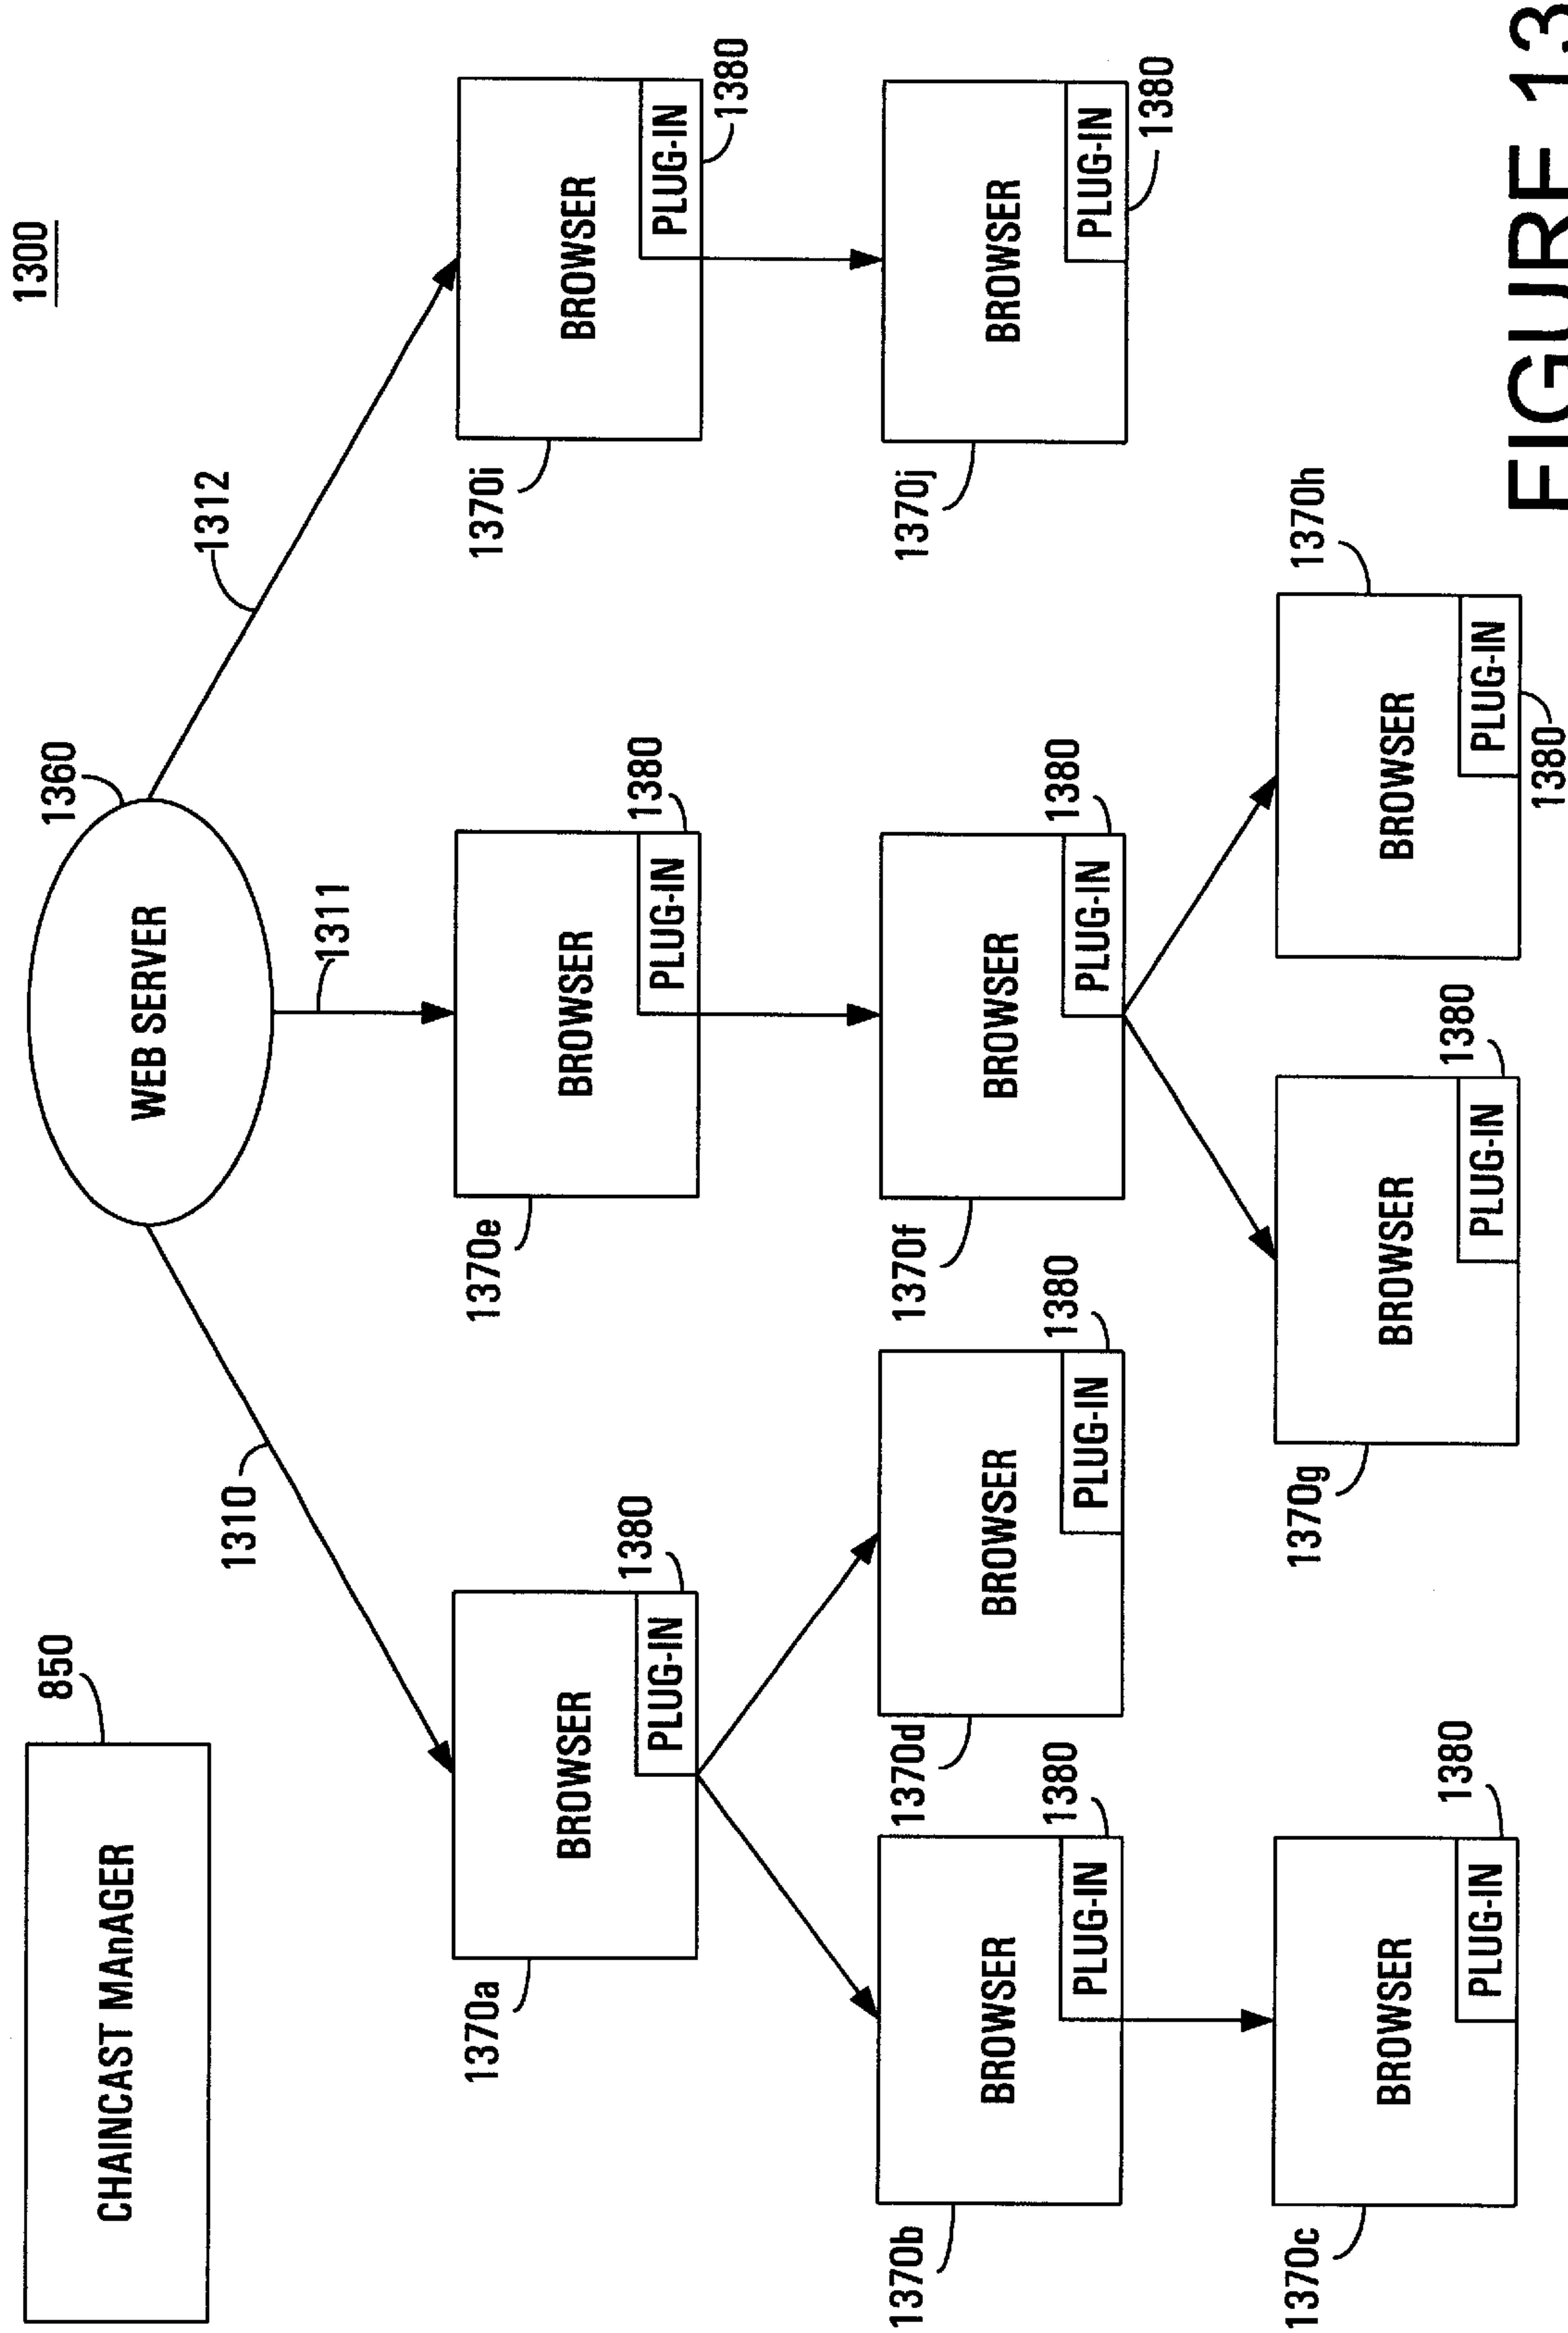 1300
CHAINCAST MAnAGER
850
WEB SERVER
1360
1310
1311
1312
BROWSER
PLUG-IN
1370a
1380
BROWSER
PLUG-IN
1370e
1380
BROWSER
PLUG-IN
1370i
1380
BROWSER
PLUG-IN
1370b
1380
BROWSER
PLUG-IN
1370d
1380
BROWSER
PLUG-IN
1370f
1380
BROWSER
PLUG-IN
1370j
1380
BROWSER
PLUG-IN
1370c
1380
BROWSER
PLUG-IN
1370g
1380
BROWSER
PLUG-IN
1370h
1380
FIGURE 13